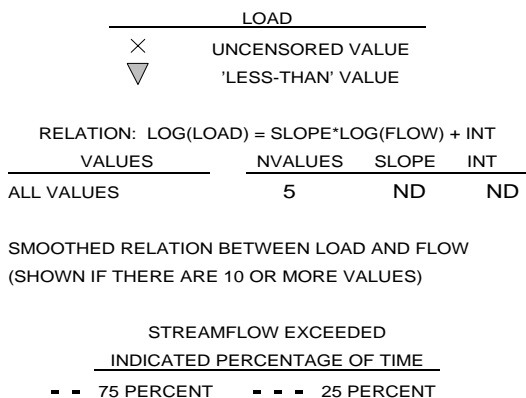 LOAD
UNCENSORED VALUE
'LESS-THAN' VALUE
RELATION: LOG(LOAD) = SLOPE*LOG(FLOW) + INT
VALUES NVALUES SLOPE INT
ALL VALUES 5 ND ND
SMOOTHED RELATION BETWEEN LOAD AND FLOW
(SHOWN IF THERE ARE 10 OR MORE VALUES)
STREAMFLOW EXCEEDED
INDICATED PERCENTAGE OF TIME
75 PERCENT 25 PERCENT